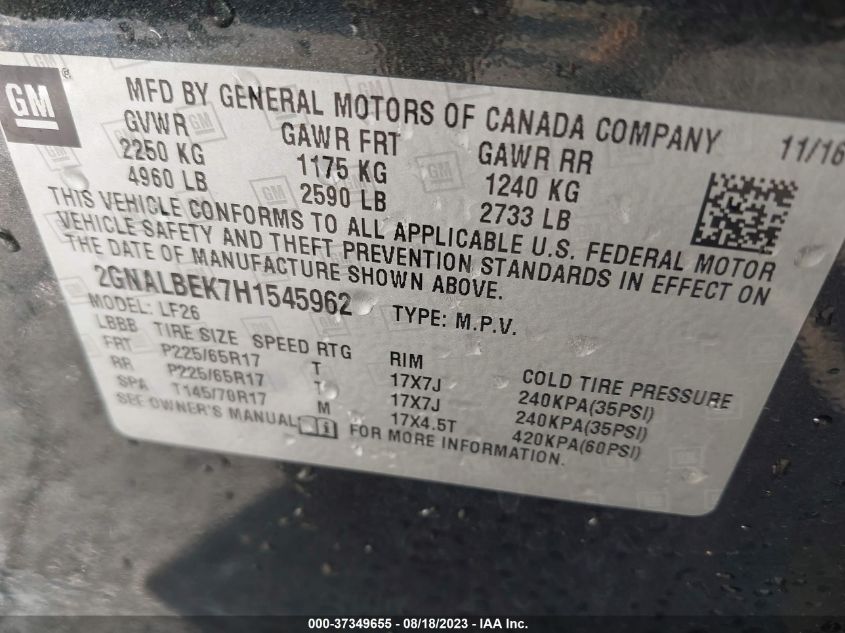 GM
MFD BY GENERAL MOTORS OF CANADA COMPANY
11/16
GVWR GAWR FRT GAWR RR
2250 KG 1175 KG 1240 KG
4960 LB 2590 LB 2733 LB
THIS VEHICLE CONFORMS TO ALL APPLICABLE U.S. FEDERAL MOTOR
VEHICLE SAFETY AND THEFT PREVENTION STANDARDS IN EFFECT ON
THE DATE OF MANUFACTURE SHOWN ABOVE.
2GNALBEK7H1545962 TYPE: M.P.V.
MODEL: LF26
LBBB TIRE SIZE SPEED RTG RIM COLD TIRE PRESSURE
FRT P225/65R17 T 17X7J 240KPA(35PSI)
RR P225/65R17 T 17X7J 240KPA(35PSI)
SPA T145/70R17 M 17X4.5T 420KPA(60PSI)
SEE OWNER'S MANUAL FOR MORE INFORMATION.
000-37349655 - 08/18/2023 - IAA Inc.